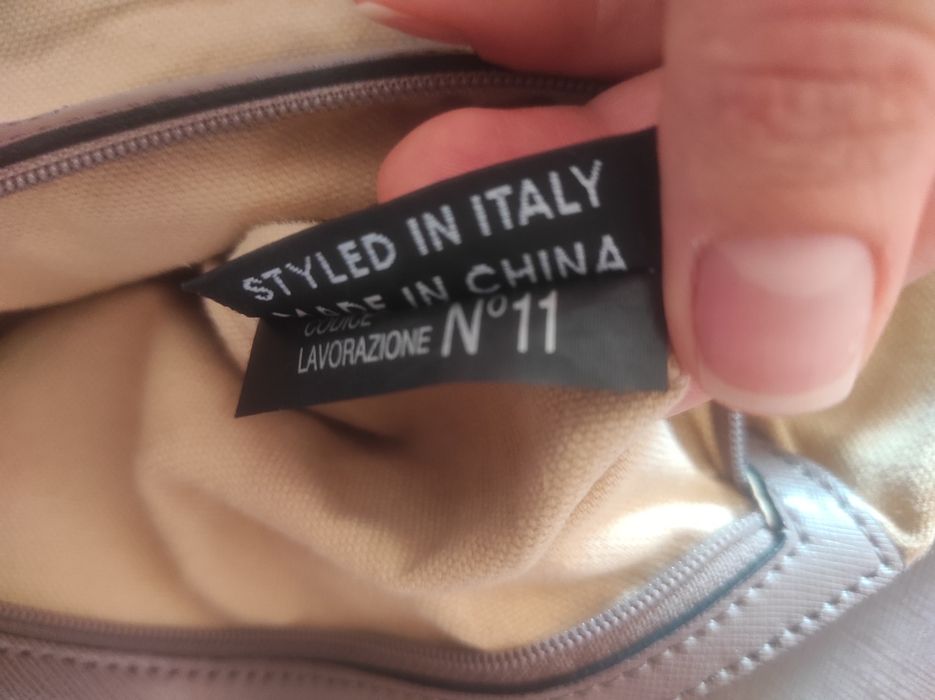 STYLED IN ITALY
MADE IN CHINA
CODICE
LAVORAZIONE N°11